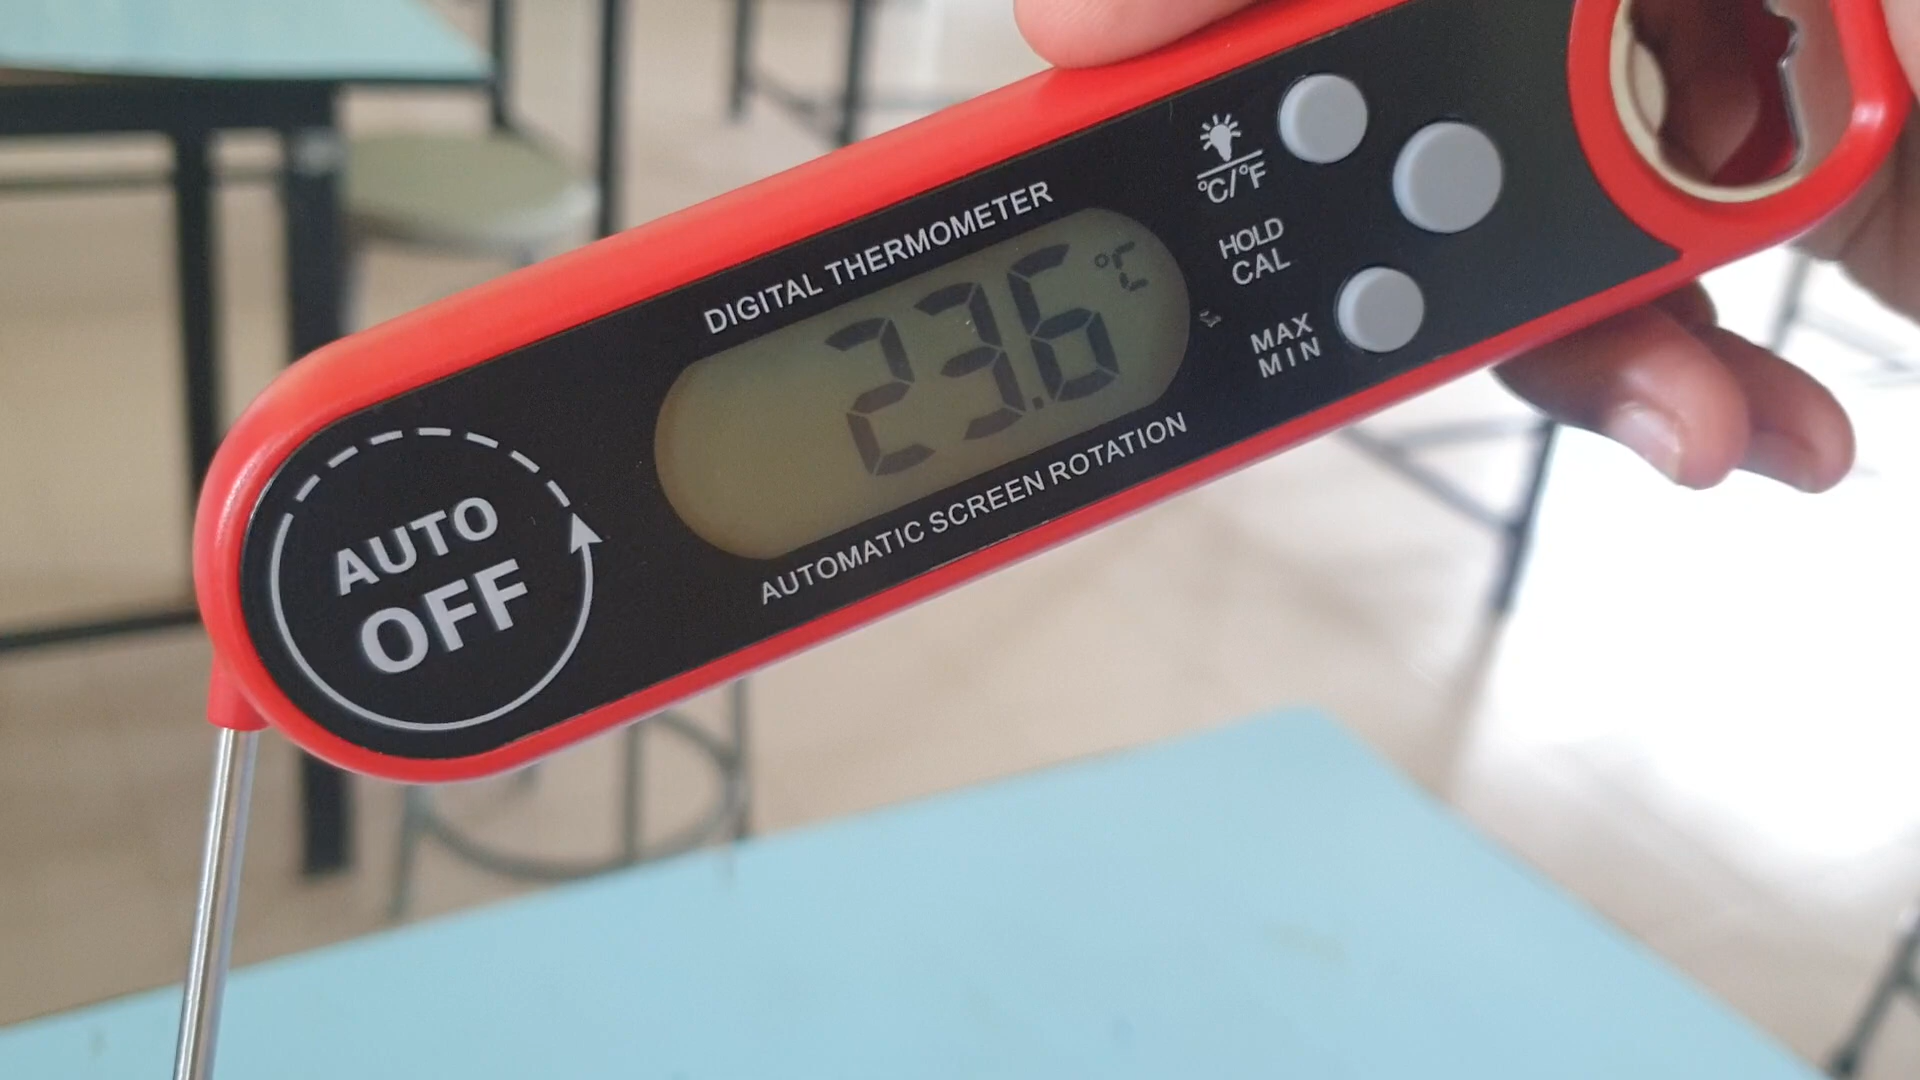 DIGITAL THERMOMETER
23.6 °C
AUTOMATIC SCREEN ROTATION
AUTO
OFF
°C/°F
HOLD
CAL
MAX
MIN